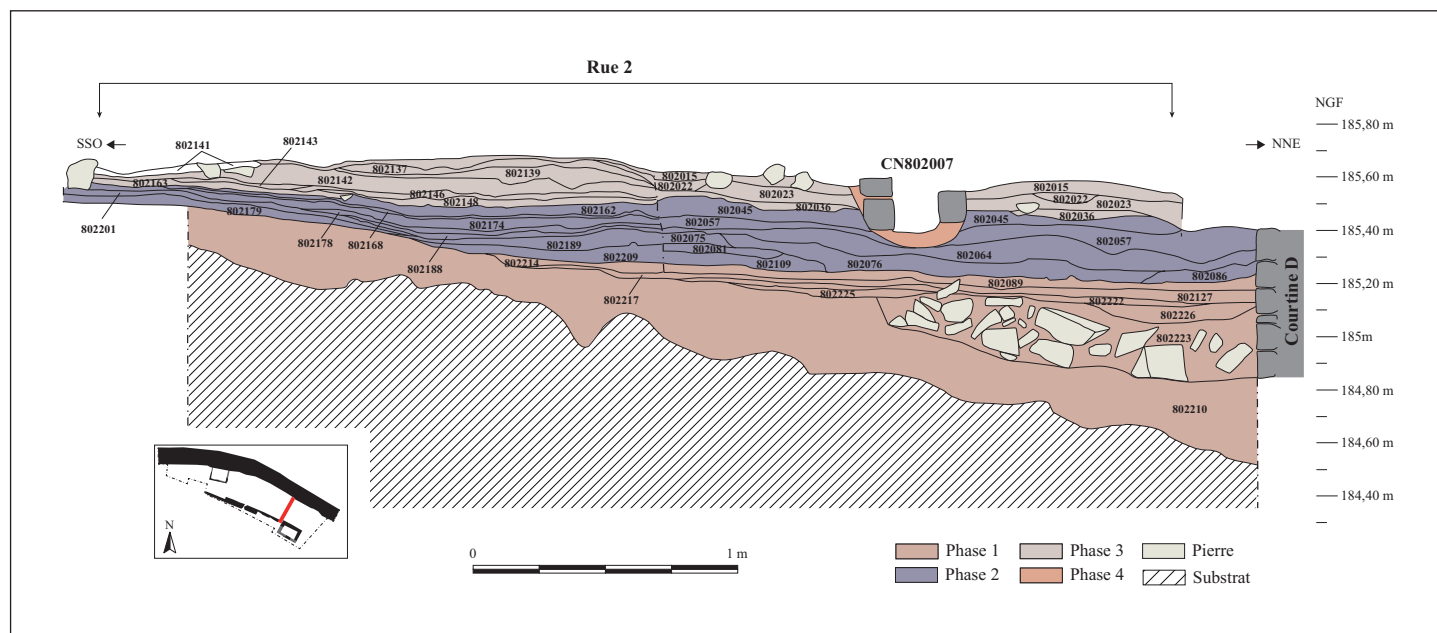 Rue 2
NGF
185,80 m
SSO
NNE
802141
802143
CN802007
802137
802139
802015
802015
185,60 m
802163
802142
802022
802022
802146
802023
802023
802148
802036
802036
802179
802162
802045
802045
802201
802174
802057
802057
185,40 m
802178
802168
802075
802189
802081
802064
802188
802209
802109
802076
802086
802214
802089
185,20 m
802217
802225
802222
802127
802226
802223
185m
Courtine D
184,80 m
802210
184,60 m
184,40 m
N
0
1 m
Phase 1
Phase 3
Pierre
Phase 2
Phase 4
Substrat